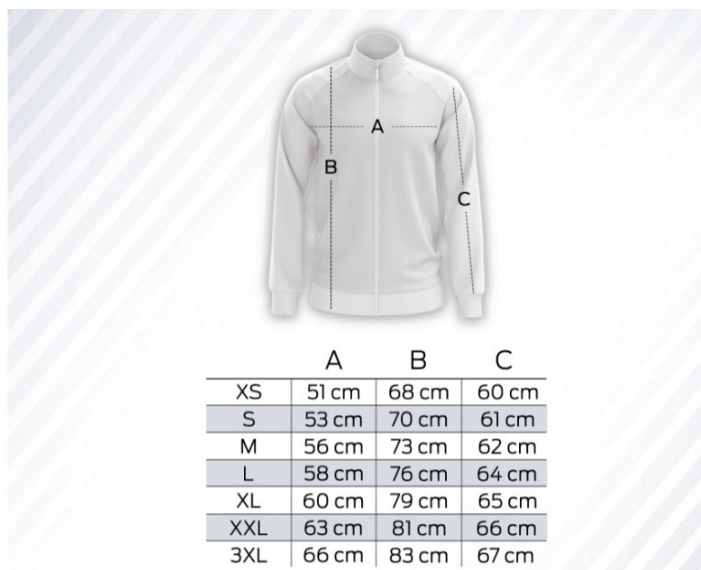 A
B
C
A B C
XS 51 cm 68 cm 60 cm
S 53 cm 70 cm 61 cm
M 56 cm 73 cm 62 cm
L 58 cm 76 cm 64 cm
XL 60 cm 79 cm 65 cm
XXL 63 cm 81 cm 66 cm
3XL 66 cm 83 cm 67 cm